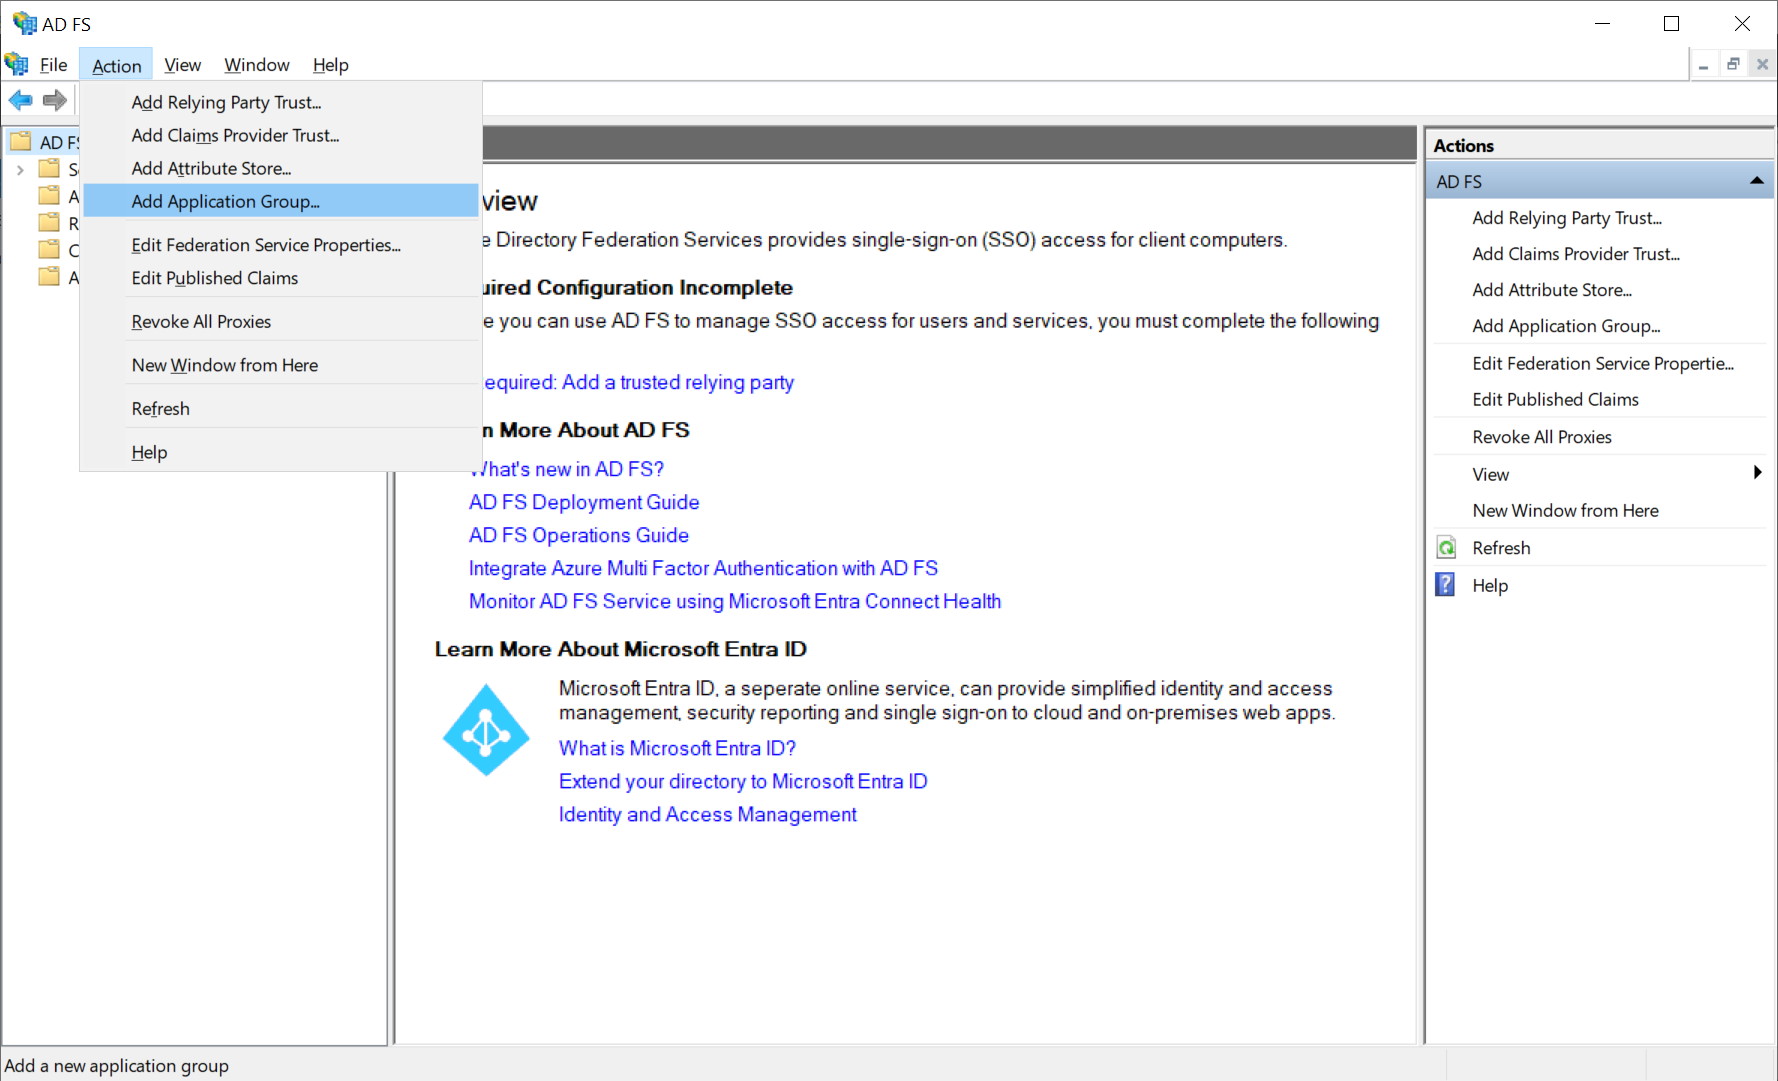 AD FS
File Action View Window Help
Add Relying Party Trust...
Add Claims Provider Trust...
Add Attribute Store...
Add Application Group...
Edit Federation Service Properties...
Edit Published Claims
Revoke All Proxies
New Window from Here
Refresh
Help
AD FS
S
A
R
C
A
view
e Directory Federation Services provides single-sign-on (SSO) access for client computers.
uired Configuration Incomplete
e you can use AD FS to manage SSO access for users and services, you must complete the following
equired: Add a trusted relying party
n More About AD FS
What's new in AD FS?
AD FS Deployment Guide
AD FS Operations Guide
Integrate Azure Multi Factor Authentication with AD FS
Monitor AD FS Service using Microsoft Entra Connect Health
Learn More About Microsoft Entra ID
Microsoft Entra ID, a seperate online service, can provide simplified identity and access
management, security reporting and single sign-on to cloud and on-premises web apps.
What is Microsoft Entra ID?
Extend your directory to Microsoft Entra ID
Identity and Access Management
Actions
AD FS
Add Relying Party Trust...
Add Claims Provider Trust...
Add Attribute Store...
Add Application Group...
Edit Federation Service Propertie...
Edit Published Claims
Revoke All Proxies
View
New Window from Here
Refresh
Help
Add a new application group